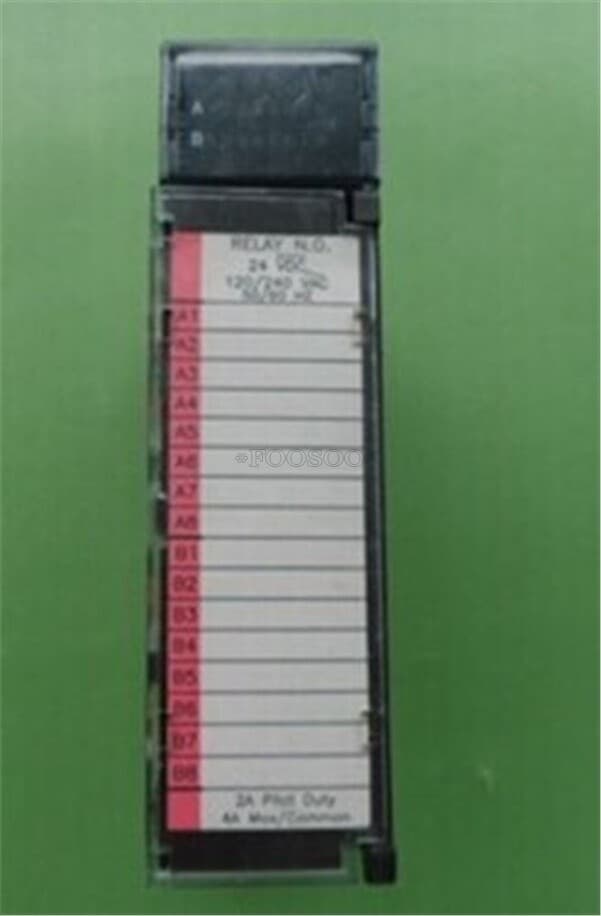 A
B
RELAY N.O.
24 VDC
120/240 VAC
50/60 HZ
A1
A2
A3
A4
A5
A6
*FOOSOO
A7
A8
B1
B2
B3
B4
B5
B6
B7
B8
2A Pilot Duty
4A Max/Common